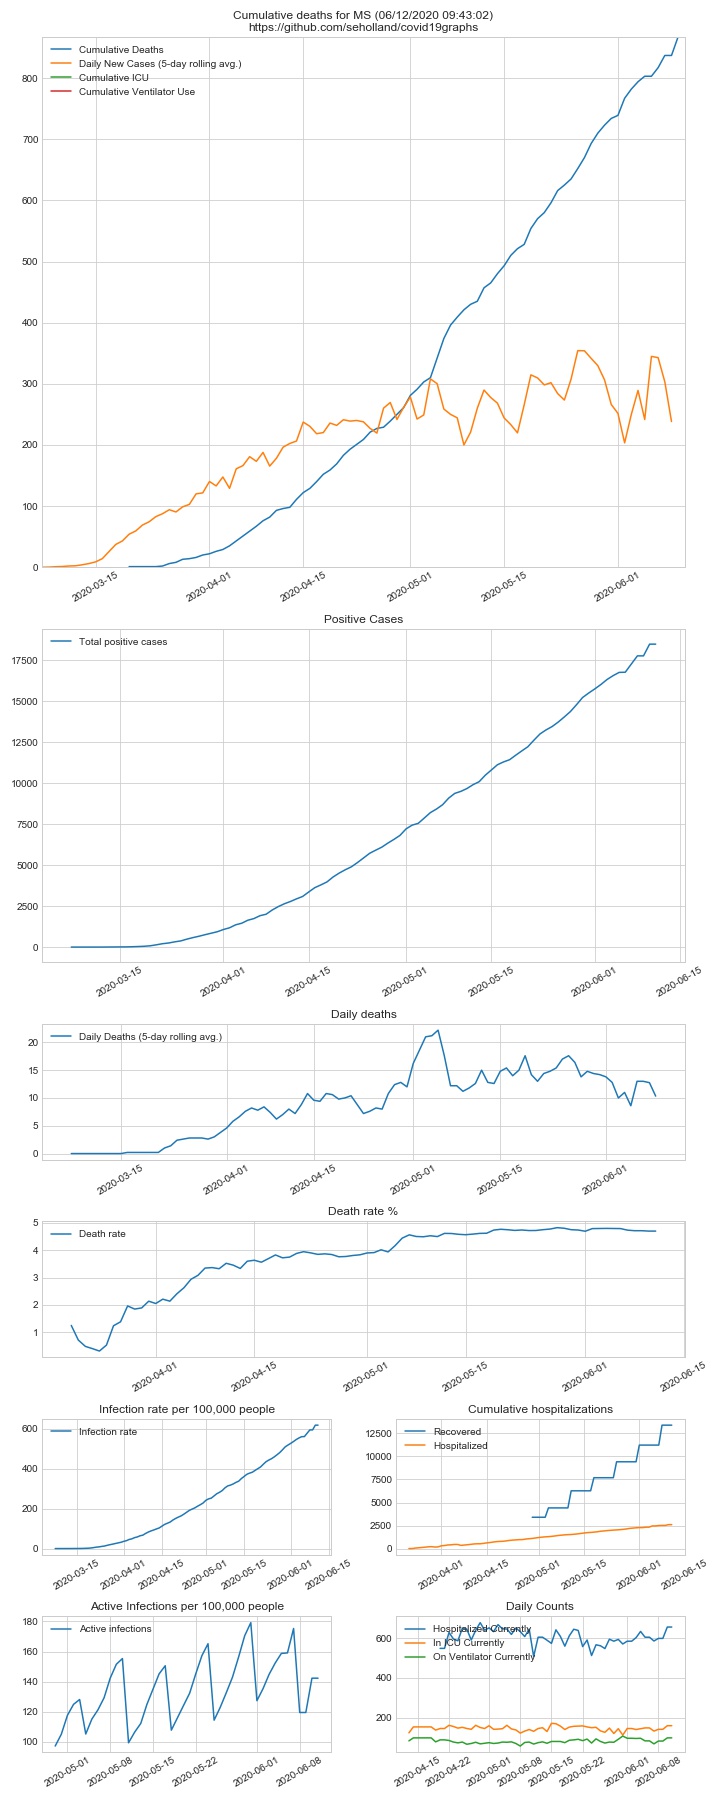 Cumulative deaths for MS (06/12/2020 09:43:02)
https://github.com/seholland/covid19graphs
Cumulative Deaths
Daily New Cases (5-day rolling avg.)
Cumulative ICU
Cumulative Ventilator Use
800
700
600
500
400
300
200
100
0
2020-03-15 2020-04-01 2020-04-15 2020-05-01 2020-05-15 2020-06-01
Positive Cases
Total positive cases
17500
15000
12500
10000
7500
5000
2500
0
2020-03-15 2020-04-01 2020-04-15 2020-05-01 2020-05-15 2020-06-01 2020-06-15
Daily deaths
Daily Deaths (5-day rolling avg.)
20
15
10
5
0
2020-03-15 2020-04-01 2020-04-15 2020-05-01 2020-05-15 2020-06-01
Death rate %
Death rate
5
4
3
2
1
2020-04-01 2020-04-15 2020-05-01 2020-05-15 2020-06-01 2020-06-15
Infection rate per 100,000 people
Infection rate
600
400
200
0
2020-03-15 2020-04-01 2020-04-15 2020-05-01 2020-05-15 2020-06-01 2020-06-15
Cumulative hospitalizations
Recovered
Hospitalized
12500
10000
7500
5000
2500
0
2020-04-01 2020-04-15 2020-05-01 2020-05-15 2020-06-01 2020-06-15
Active Infections per 100,000 people
Active infections
180
160
140
120
100
2020-05-01 2020-05-08 2020-05-15 2020-05-22 2020-06-01 2020-06-08
Daily Counts
Hospitalized Currently
In ICU Currently
On Ventilator Currently
600
400
200
2020-04-15 2020-04-22 2020-05-01 2020-05-08 2020-05-15 2020-05-22 2020-06-01 2020-06-08